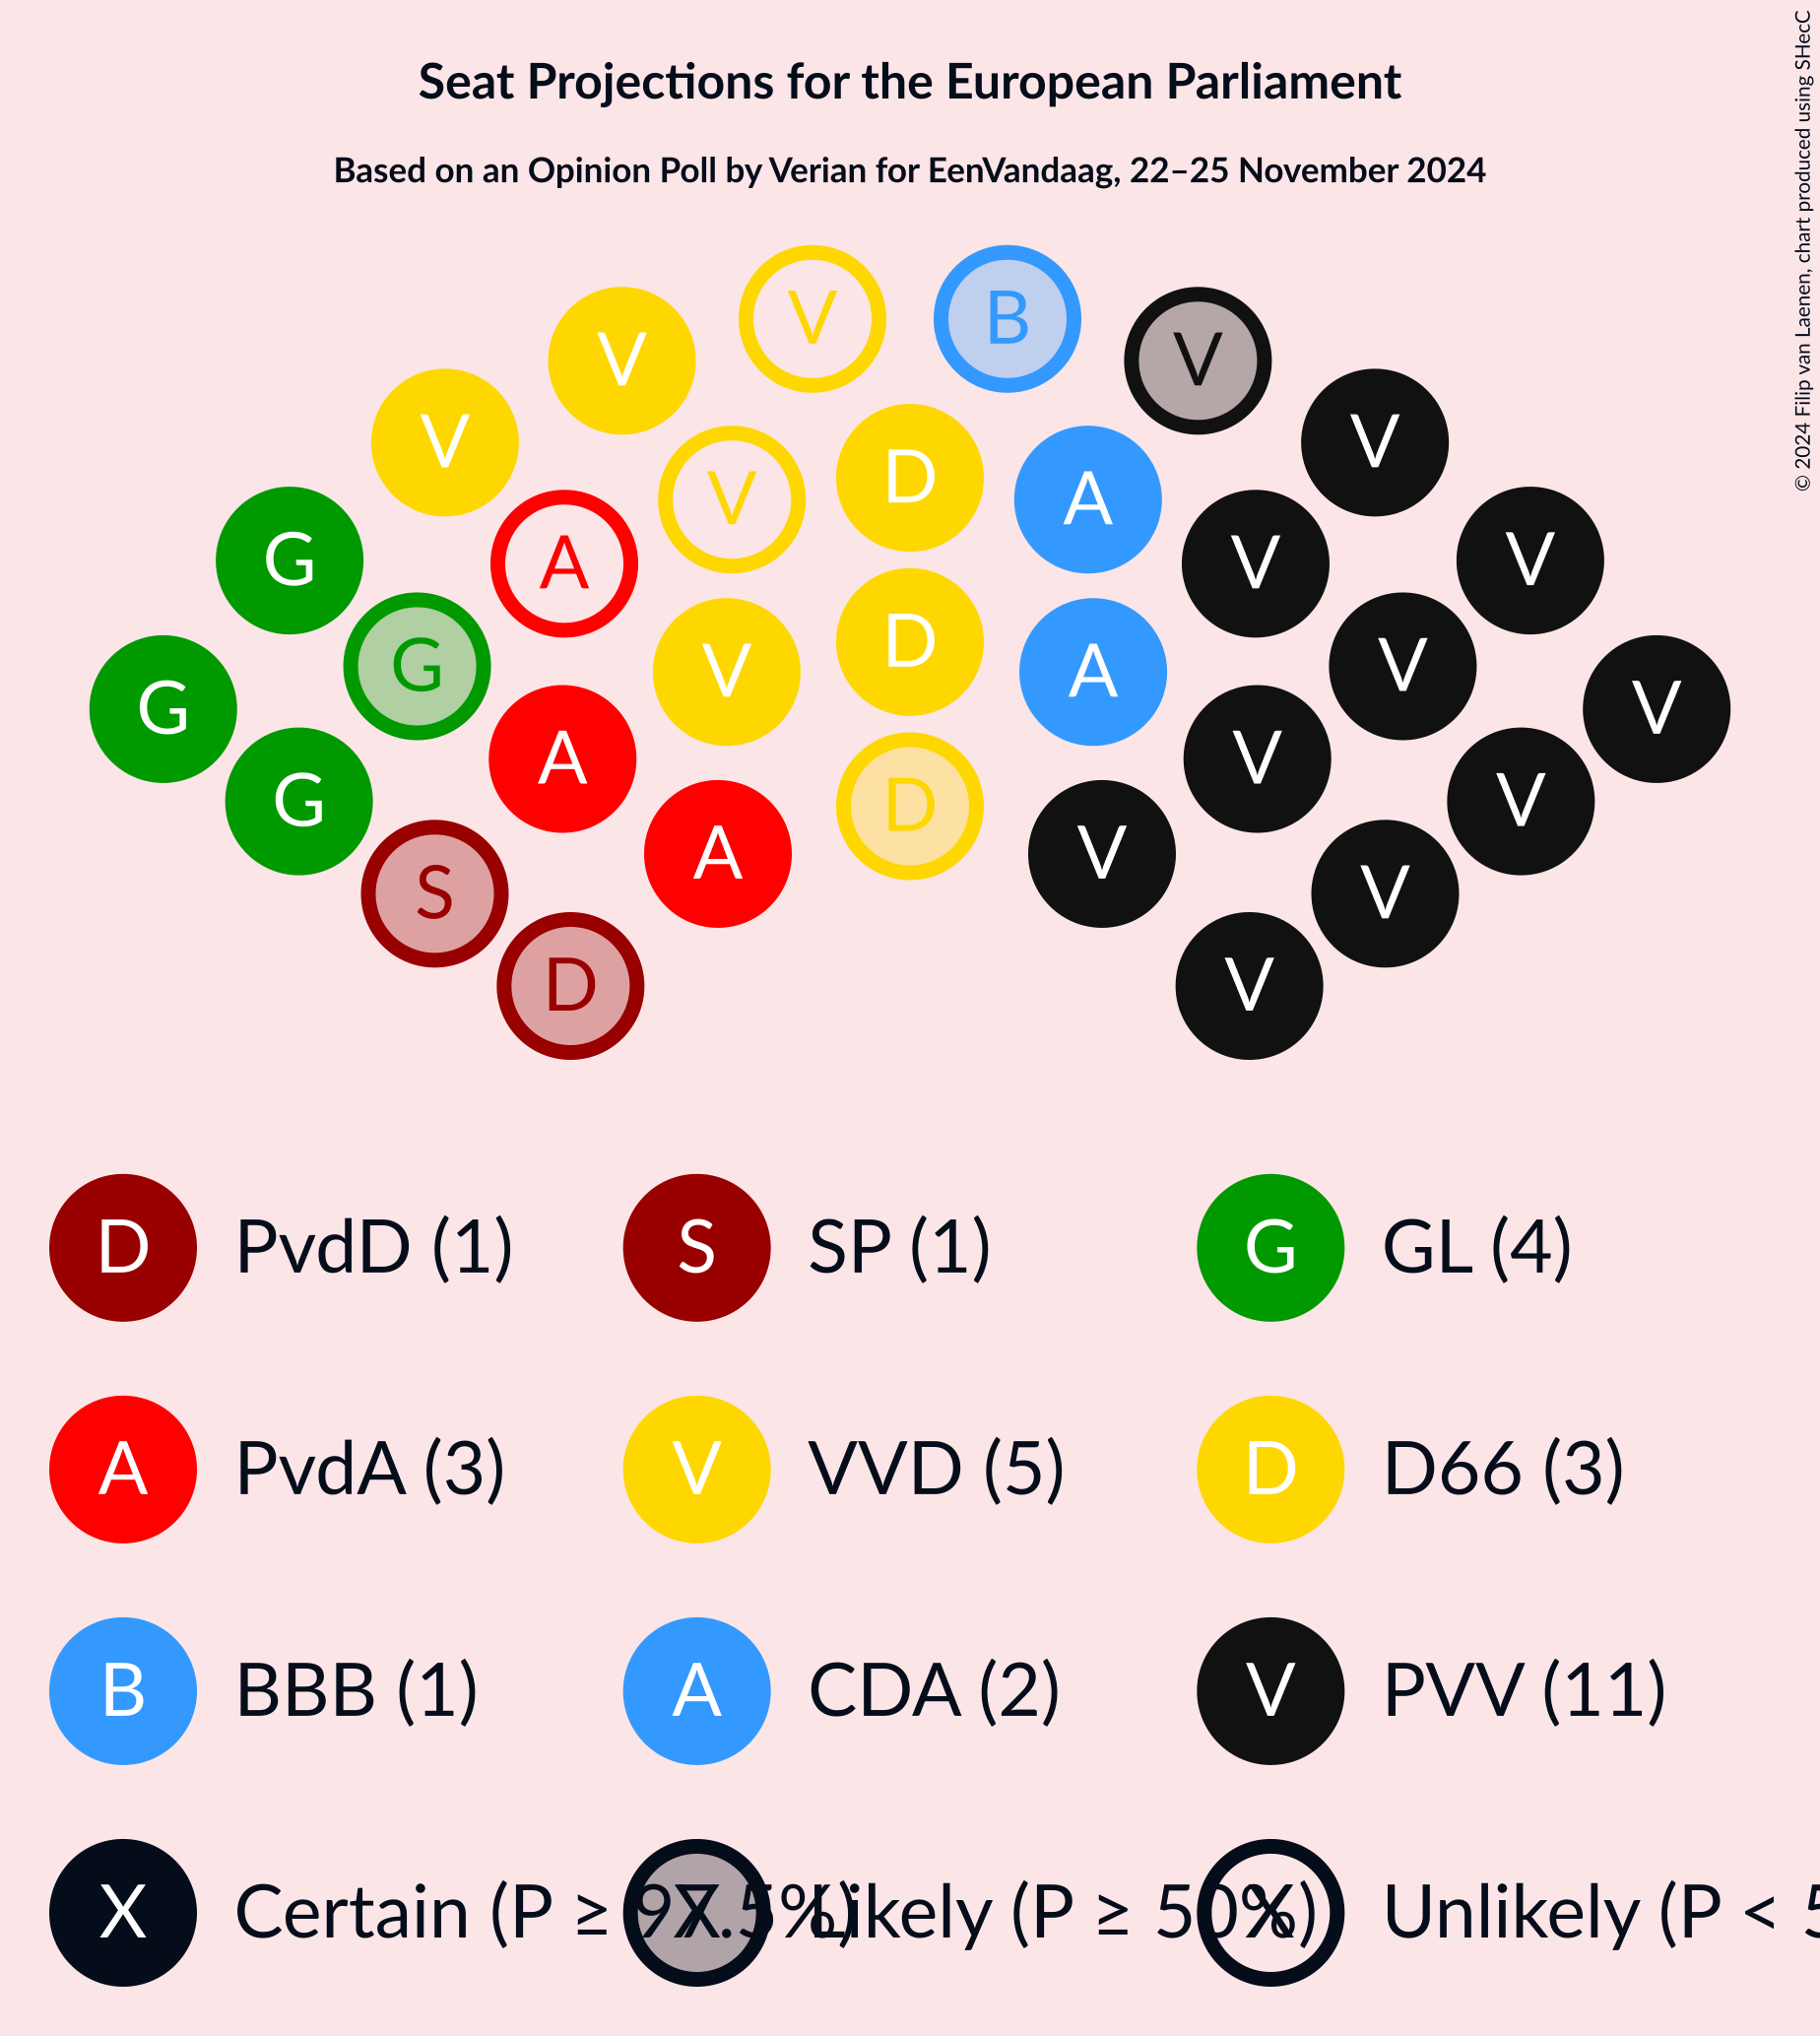 Seat Projections for the European Parliament
Based on an Opinion Poll by Verian for EenVandaag, 22–25 November 2024
© 2024 Filip van Laenen, chart produced using SHecC
V B
V V
V V
D
V A
G A V V
D
G G V V
V A
G V
A V
D
G V
A V
S V
D V
D PvdD (1) S SP (1) G GL (4)
A PvdA (3) V VVD (5) D D66 (3)
B BBB (1) A CDA (2) V PVV (11)
X Certain (P ≥ 97.5%) X Likely (P ≥ 50%) X Unlikely (P < 5